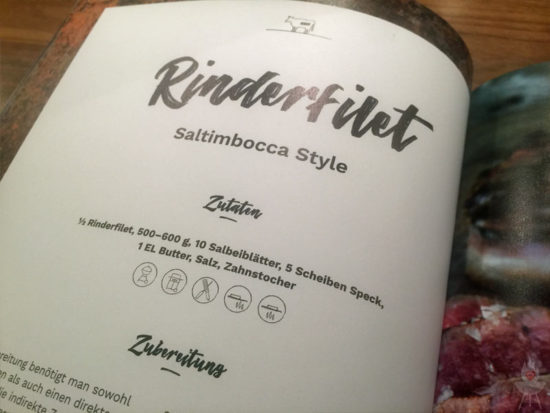 Rinderfilet
Saltimbocca Style
Zutaten
½ Rinderfilet, 500–600 g, 10 Salbeiblätter, 5 Scheiben Speck,
1 EL Butter, Salz, Zahnstocher
Zubereitung
benötigt man sowohl
als auch einen direkte
indirekte